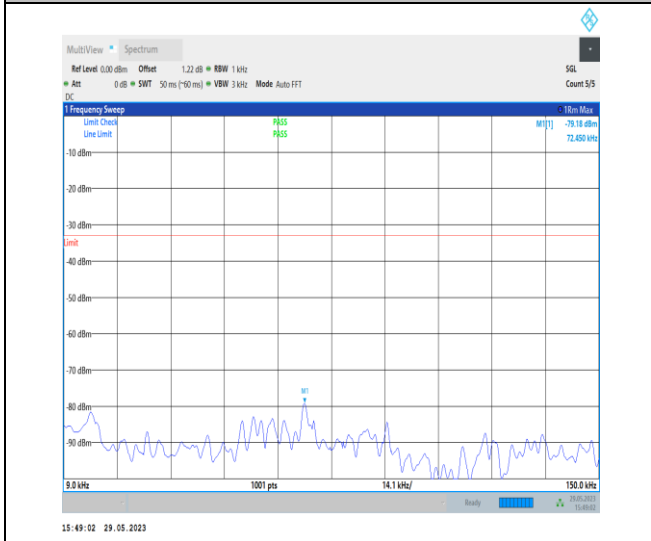 MultiView Spectrum
Ref Level 0.00 dBm Offset 1.22 dB RBW 1 kHz SGL
Att 0 dB SWT 50 ms (~60 ms) VBW 3 kHz Mode Auto FFT Count 5/5
DC
1 Frequency Sweep 1Rm Max
Limit Check PASS M1[1] -79.18 dBm
Line Limit PASS 72.450 kHz
-10 dBm
-20 dBm
-30 dBm
Limit
-40 dBm
-50 dBm
-60 dBm
-70 dBm
M1
-80 dBm
-90 dBm
9.0 kHz 1001 pts 14.1 kHz/ 150.0 kHz
Ready 29.05.2023
15:49:02
15:49:02 29.05.2023